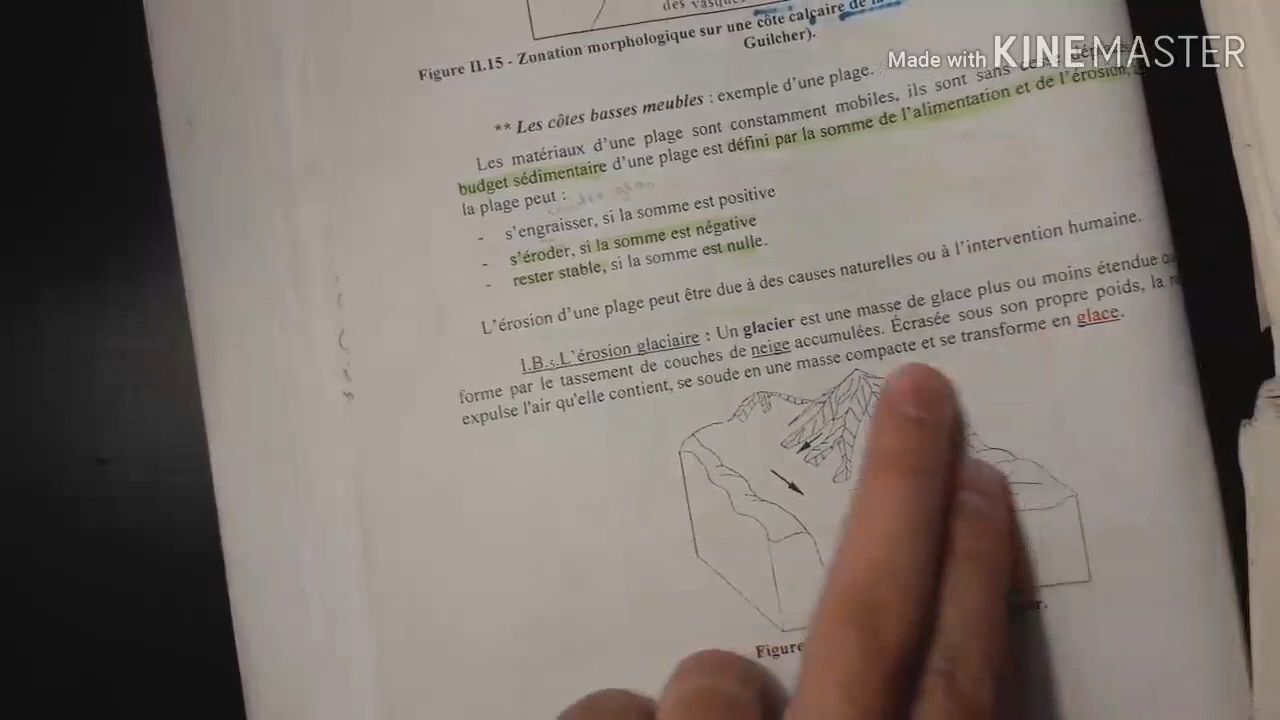 des vasques
Figure II.15 - Zonation morphologique sur une côte calcaire de la
Guilcher).
Made with KINEMASTER
** Les côtes basses meubles : exemple d'une plage.
Les matériaux d'une plage sont constamment mobiles, ils sont sans cesse
budget sédimentaire d'une plage est défini par la somme de l'alimentation et de l'érosion,
la plage peut :
- s'engraisser, si la somme est positive
- s'éroder, si la somme est négative
- rester stable, si la somme est nulle.
L'érosion d'une plage peut être due à des causes naturelles ou à l'intervention humaine.
1.B.5.L'érosion glaciaire : Un glacier est une masse de glace plus ou moins étendue
forme par le tassement de couches de neige accumulées. Écrasée sous son propre poids, la
expulse l'air qu'elle contient, se soude en une masse compacte et se transforme en glace.
Figure